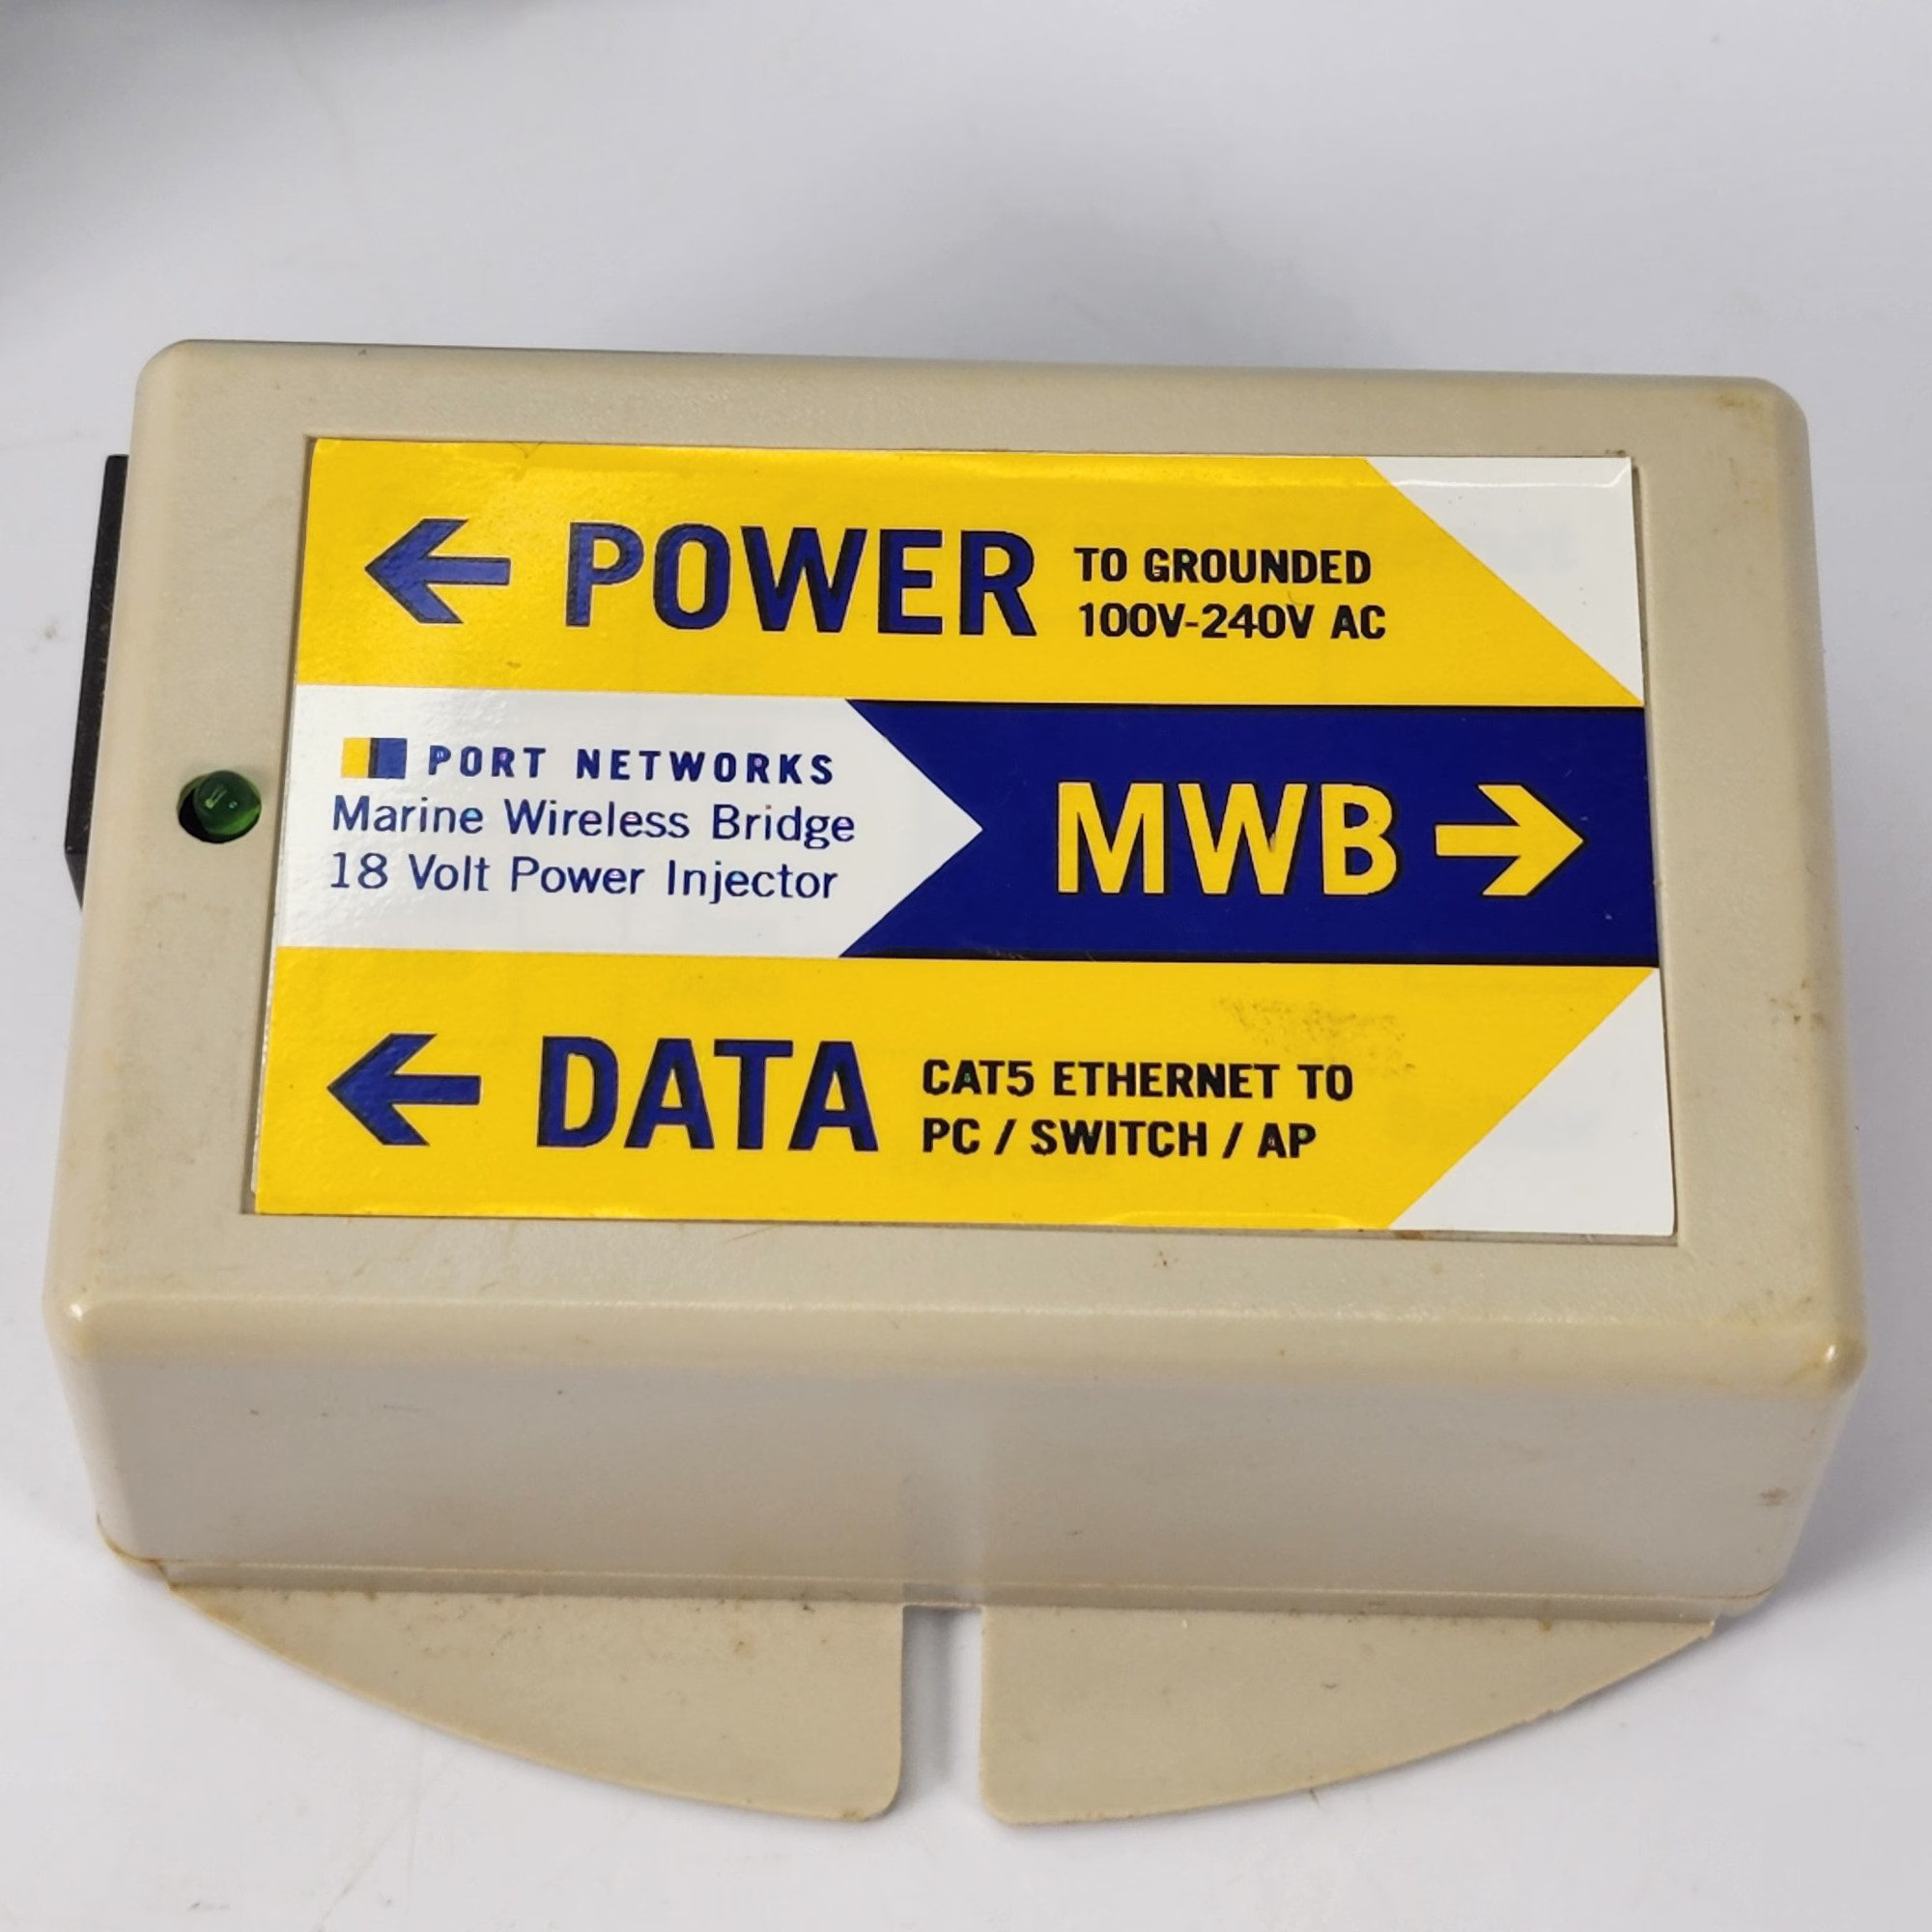 POWER TO GROUNDED
100V-240V AC
PORT NETWORKS
Marine Wireless Bridge
18 Volt Power Injector
MWB
DATA CAT5 ETHERNET TO
PC / SWITCH / AP